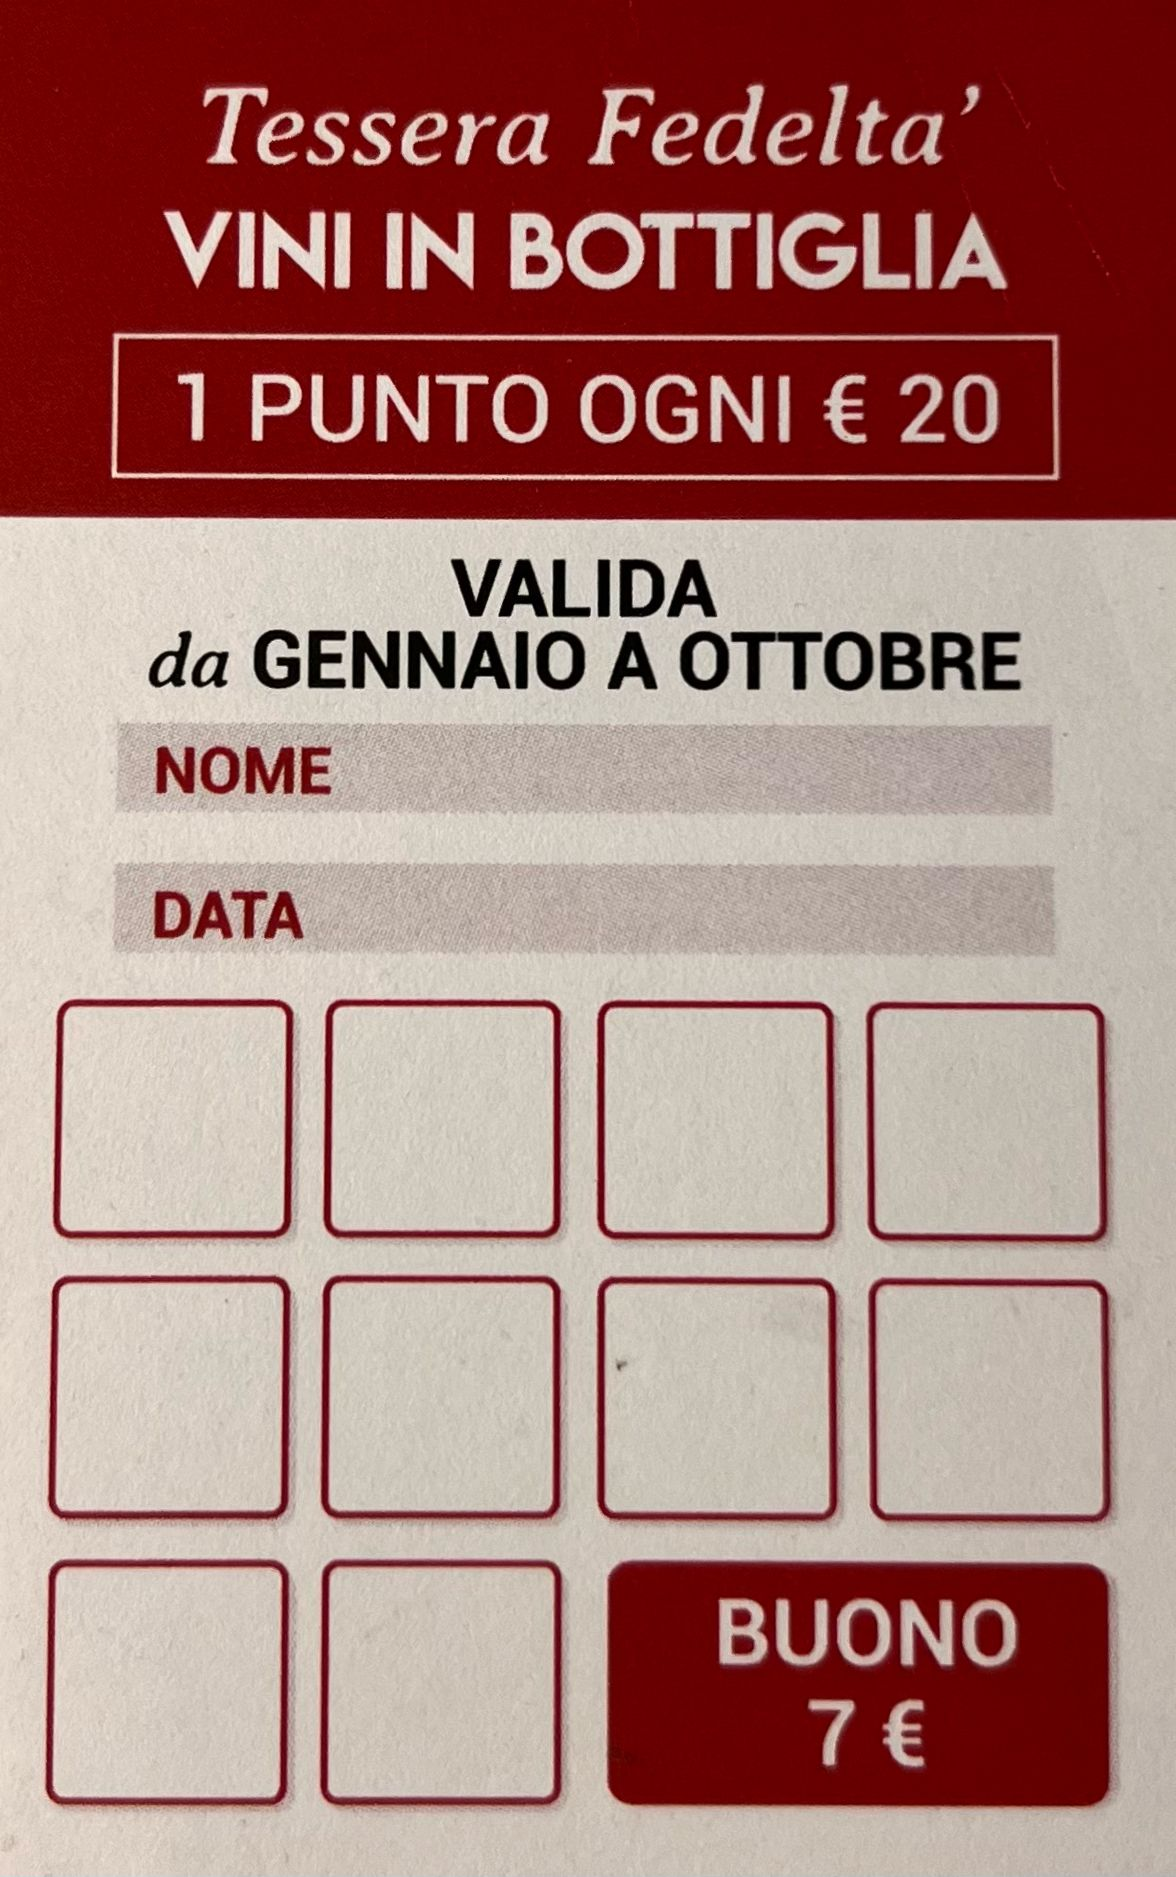 Tessera Fedelta’
VINI IN BOTTIGLIA
1 PUNTO OGNI € 20
VALIDA
da GENNAIO A OTTOBRE
NOME
DATA
BUONO
7 €